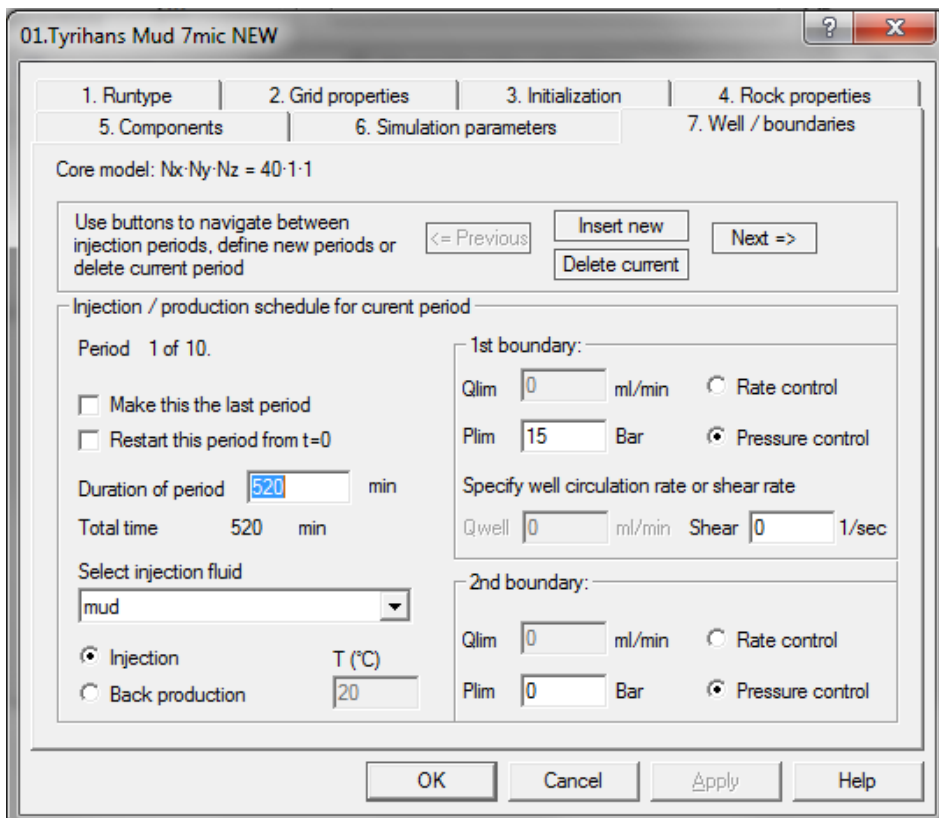 01.Tyrihans Mud 7mic NEW
1. Runtype
2. Grid properties
3. Initialization
4. Rock properties
5. Components
6. Simulation parameters
7. Well / boundaries
Core model: Nx·Ny·Nz = 40·1·1
Use buttons to navigate between
injection periods, define new periods or
delete current period
<= Previous
Insert new
Delete current
Next =>
Injection / production schedule for curent period
Period 1 of 10.
Make this the last period
Restart this period from t=0
Duration of period 520 min
Total time 520 min
Select injection fluid
mud
Injection
Back production
T (°C)
20
1st boundary:
Qlim 0 ml/min Rate control
Plim 15 Bar Pressure control
Specify well circulation rate or shear rate
Qwell 0 ml/min Shear 0 1/sec
2nd boundary:
Qlim 0 ml/min Rate control
Plim 0 Bar Pressure control
OK
Cancel
Apply
Help